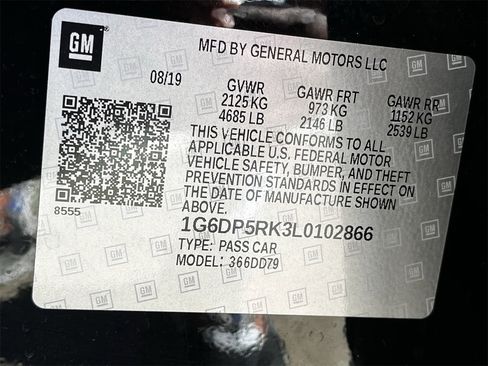 GM
MFD BY GENERAL MOTORS LLC
08/19
GVWR GAWR FRT GAWR RR
2125 KG 973 KG 1152 KG
4685 LB 2146 LB 2539 LB
THIS VEHICLE CONFORMS TO ALL
APPLICABLE U.S. FEDERAL MOTOR
VEHICLE SAFETY, BUMPER, AND THEFT
PREVENTION STANDARDS IN EFFECT ON
THE DATE OF MANUFACTURE SHOWN
ABOVE.
8555
1G6DP5RK3L0102866
TYPE: PASS CAR
MODEL: 366DD79